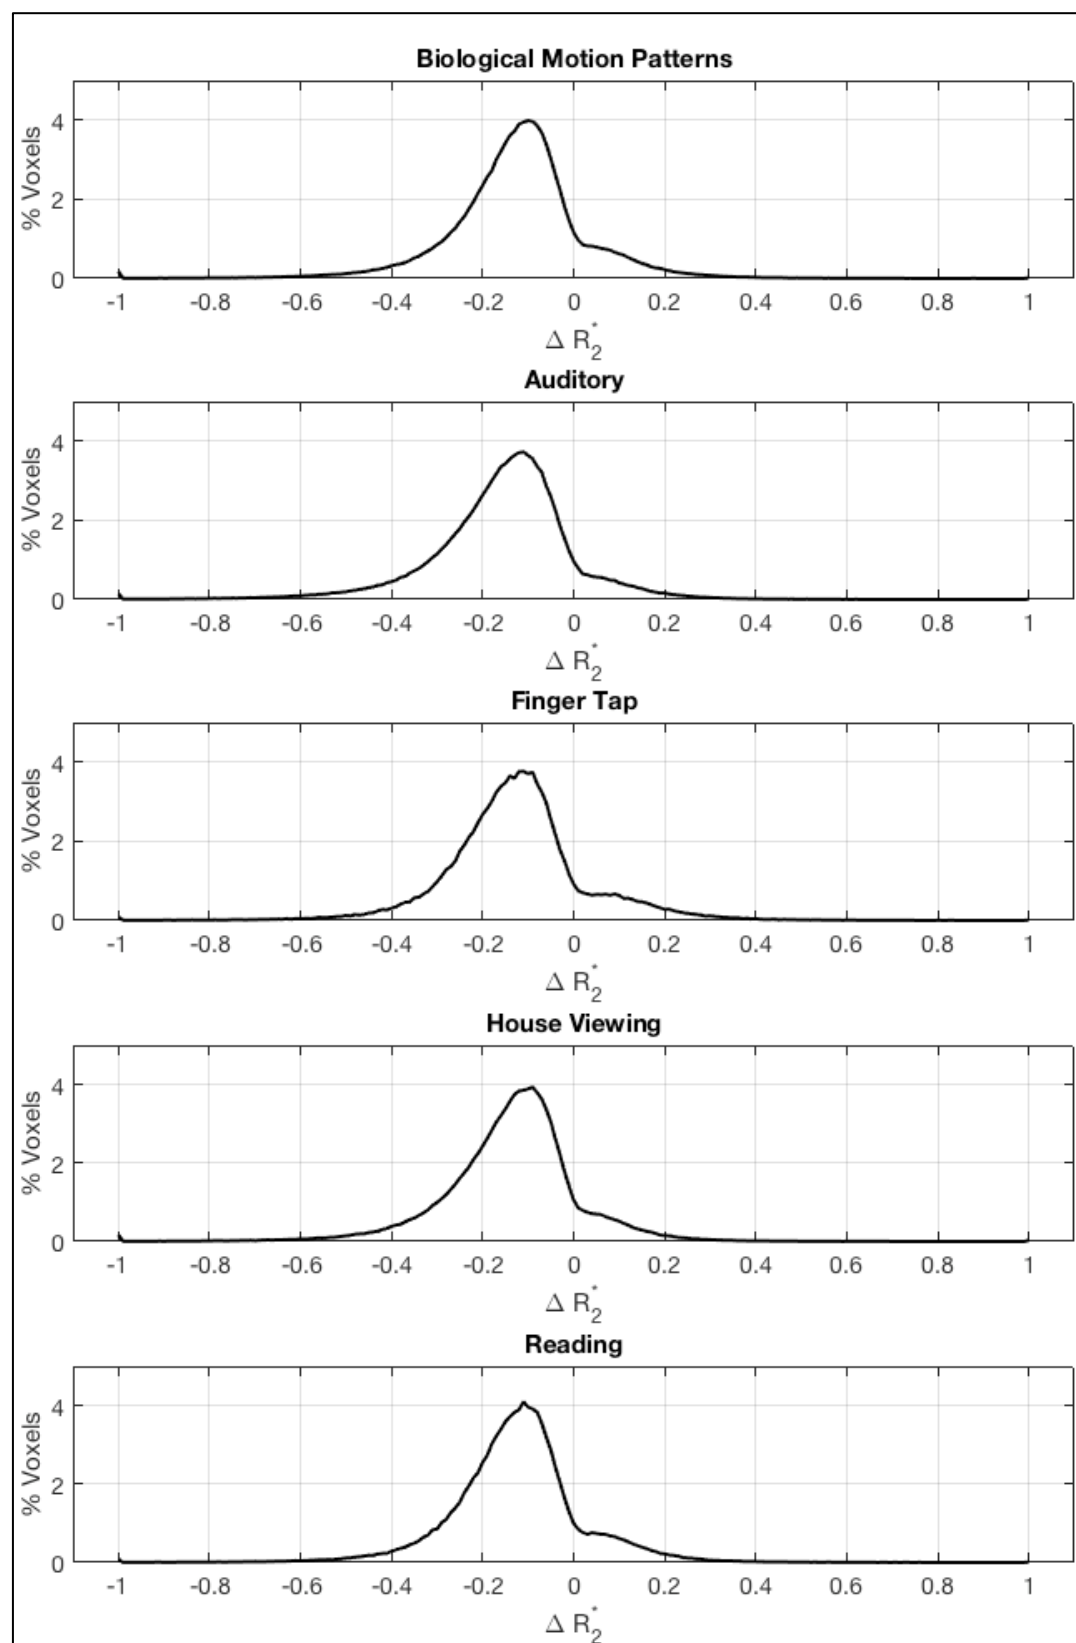 Biological Motion Patterns
4
2
0
% Voxels
-1 -0.8 -0.6 -0.4 -0.2 0 0.2 0.4 0.6 0.8 1
Δ R₂*
Auditory
4
2
0
% Voxels
-1 -0.8 -0.6 -0.4 -0.2 0 0.2 0.4 0.6 0.8 1
Δ R₂*
Finger Tap
4
2
0
% Voxels
-1 -0.8 -0.6 -0.4 -0.2 0 0.2 0.4 0.6 0.8 1
Δ R₂*
House Viewing
4
2
0
% Voxels
-1 -0.8 -0.6 -0.4 -0.2 0 0.2 0.4 0.6 0.8 1
Δ R₂*
Reading
4
2
0
% Voxels
-1 -0.8 -0.6 -0.4 -0.2 0 0.2 0.4 0.6 0.8 1
Δ R₂*